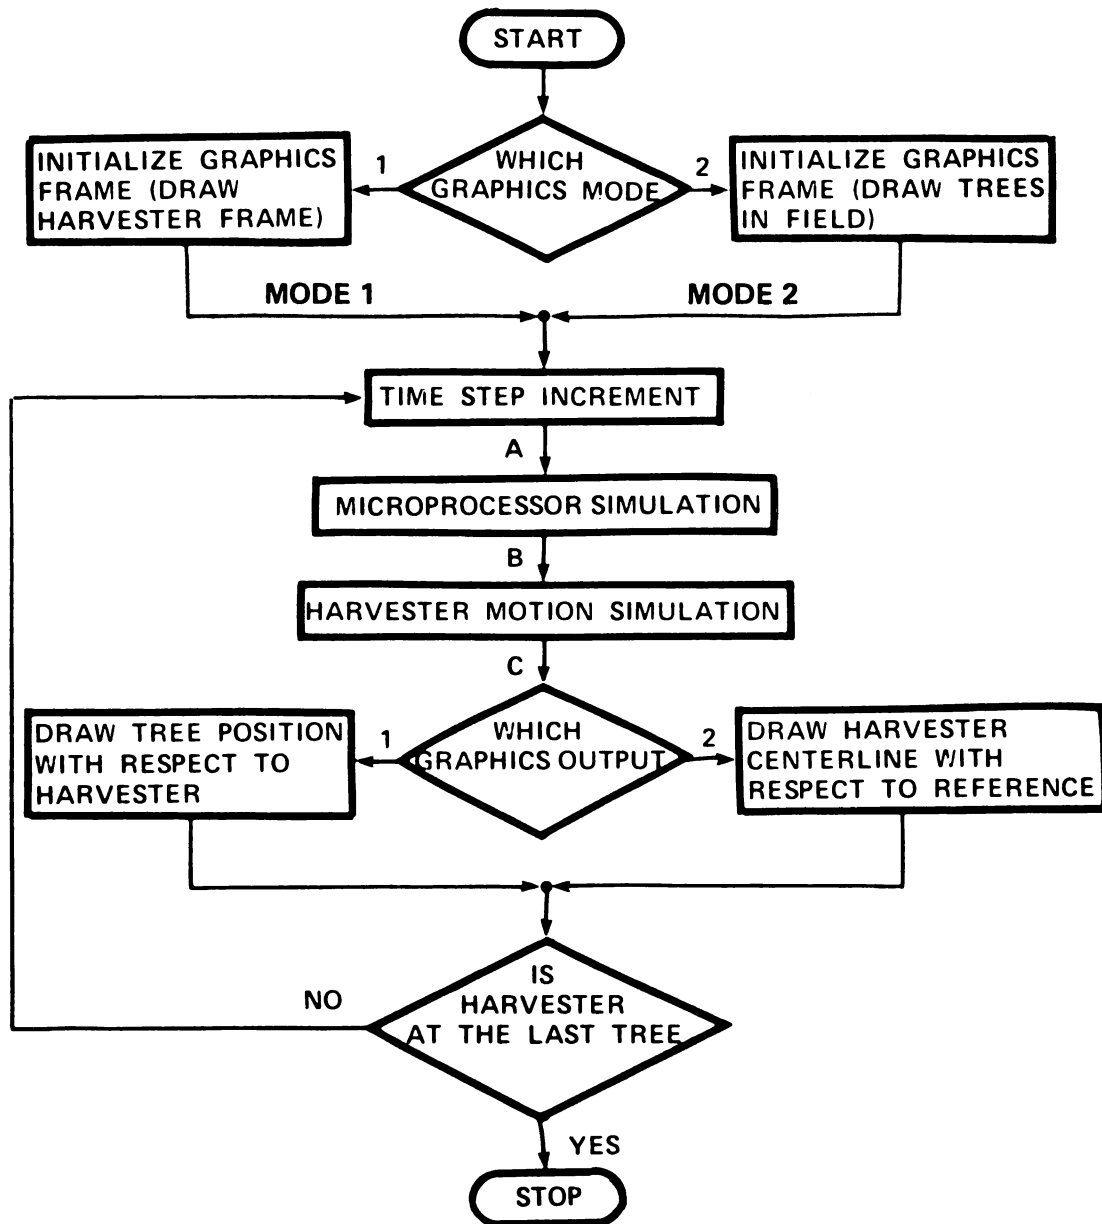 START
WHICH
GRAPHICS MODE
1
2
INITIALIZE GRAPHICS
FRAME (DRAW
HARVESTER FRAME)
INITIALIZE GRAPHICS
FRAME (DRAW TREES
IN FIELD)
MODE 1
MODE 2
TIME STEP INCREMENT
A
MICROPROCESSOR SIMULATION
B
HARVESTER MOTION SIMULATION
C
WHICH
GRAPHICS OUTPUT
1
2
DRAW TREE POSITION
WITH RESPECT TO
HARVESTER
DRAW HARVESTER
CENTERLINE WITH
RESPECT TO REFERENCE
IS
HARVESTER
AT THE LAST TREE
NO
YES
STOP